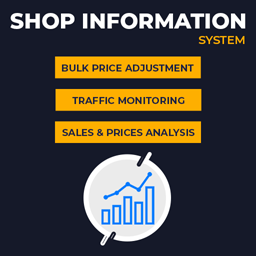 SHOP INFORMATION
SYSTEM
BULK PRICE ADJUSTMENT
TRAFFIC MONITORING
SALES & PRICES ANALYSIS